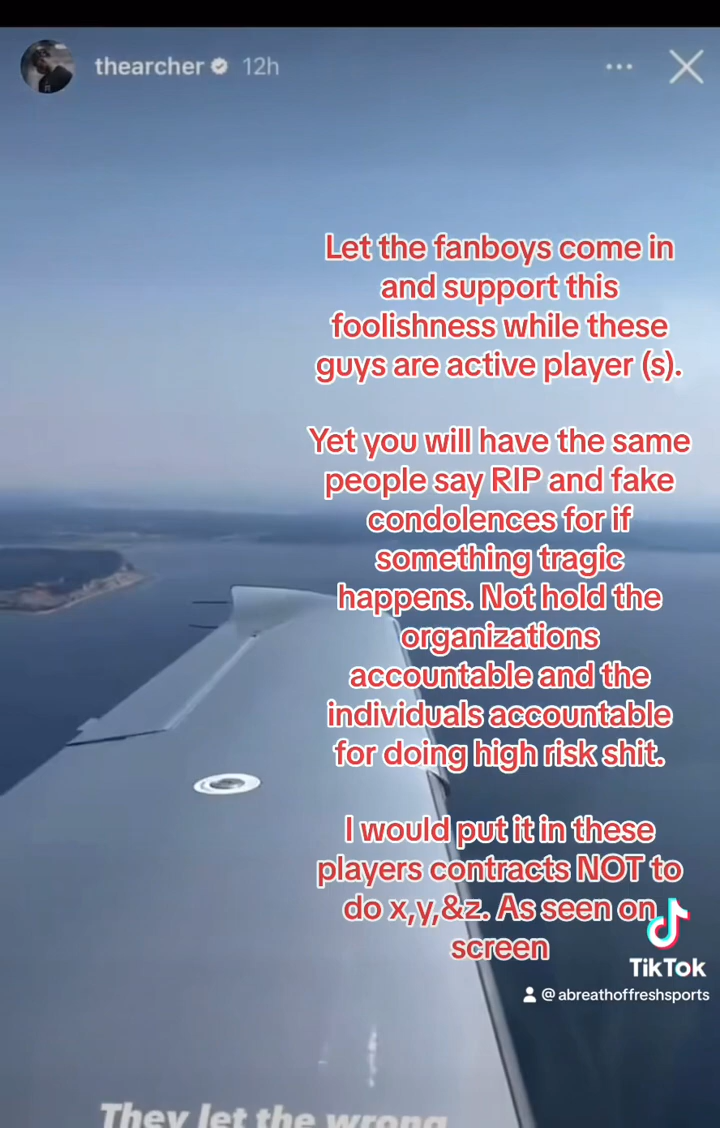 thearcher 12h
Let the fanboys come in
and support this
foolishness while these
guys are active player (s).
Yet you will have the same
people say RIP and fake
condolences for if
something tragic
happens. Not hold the
organizations
accountable and the
individuals accountable
for doing high risk shit.
I would put it in these
players contracts NOT to
do x,y,&z. As seen on
screen
TikTok
@abreathoffreshsports
They let the wrong